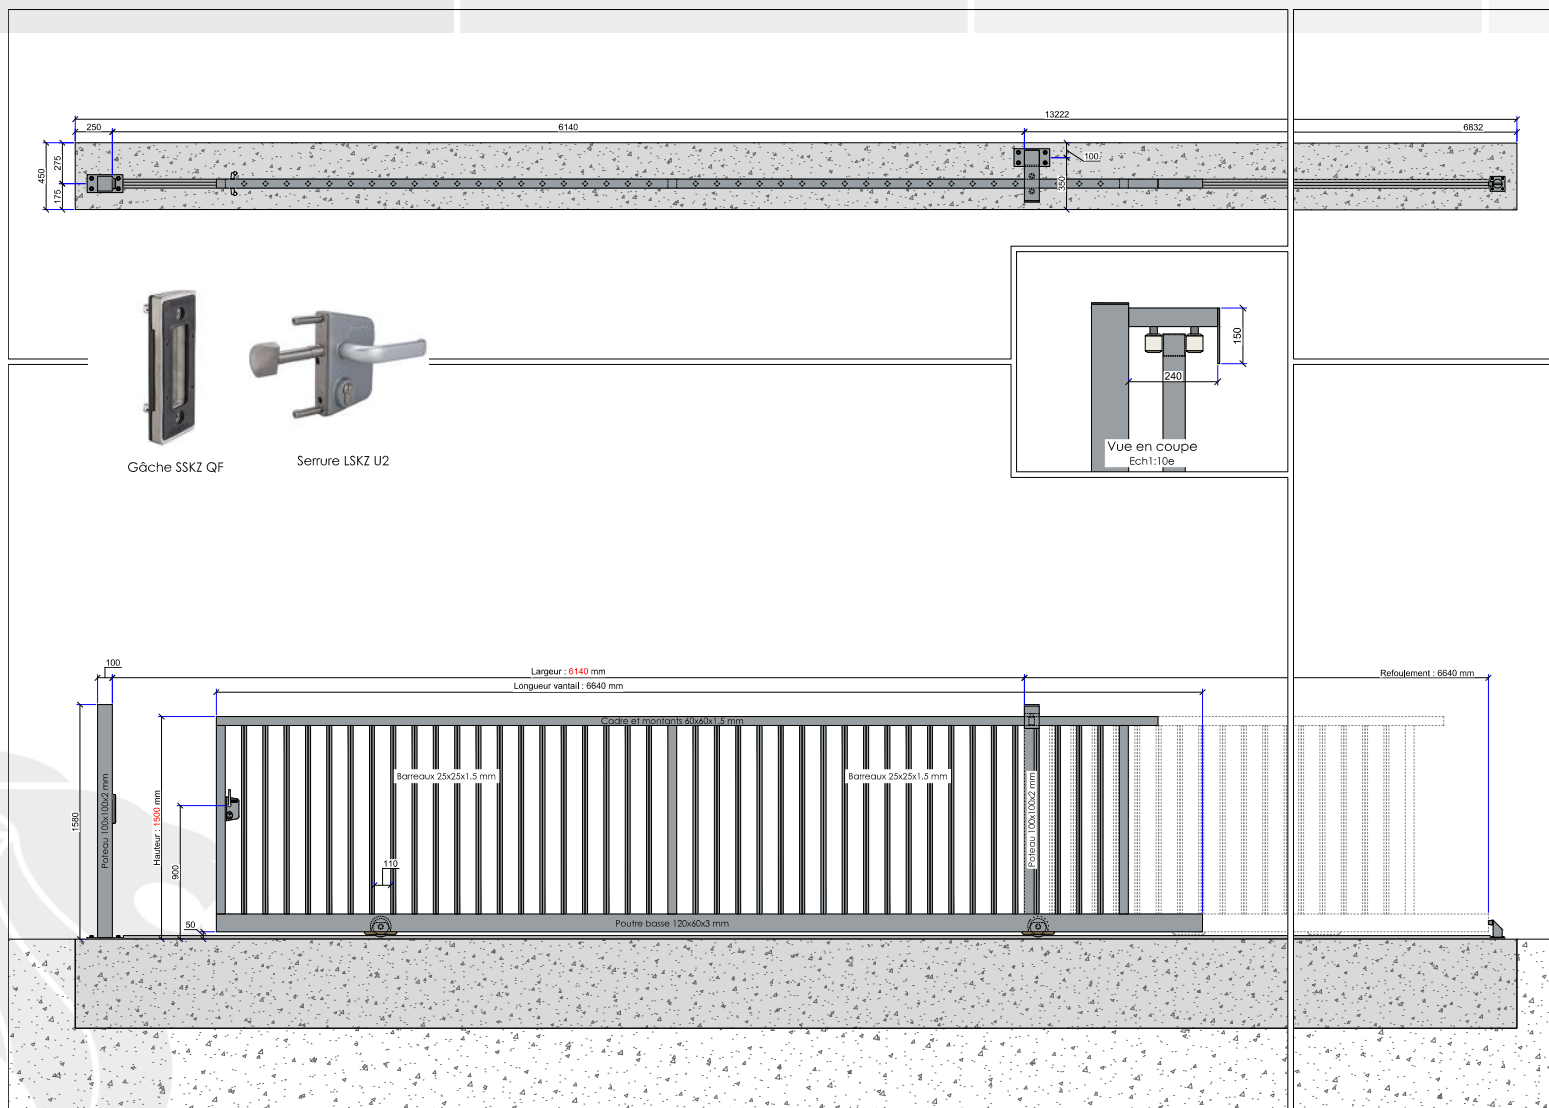 13222
250
6140
6832
450
275
175
100
350
Gâche SSKZ QF
Serrure LSKZ U2
150
240
Vue en coupe
Ech1:10e
100
Largeur : 6140 mm
Refoulement : 6640 mm
Longueur vantail : 6640 mm
Cadre et montants 60x60x1.5 mm
Barreaux 25x25x1.5 mm
Barreaux 25x25x1.5 mm
1580
Poteau 100x100x2 mm
Hauteur : 1500 mm
900
50
110
Poteau 100x100x2 mm
Poutre basse 120x60x3 mm